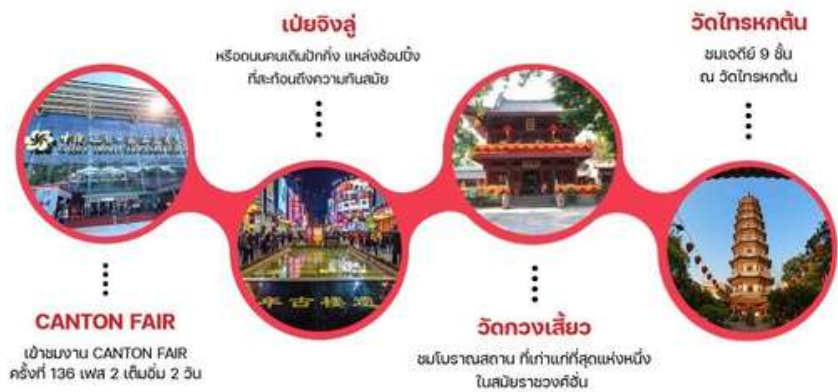 เป่ยจิงลู่
หรือถนนคนเดินปักกิ่ง แหล่งช้อปปิ้ง
ที่สะท้อนถึงความทันสมัย
วัดไทรหกต้น
ชมเจดีย์ 9 ชั้น
ณ วัดไทรหกต้น
CANTON FAIR
เข้าชมงาน CANTON FAIR
ครั้งที่ 136 เฟส 2 เต็มอิ่ม 2 วัน
วัดกวงเสี้ยว
ชมโบราณสถาน ที่เก่าแก่ที่สุดแห่งหนึ่ง
ในสมัยราชวงศ์ฮั่น